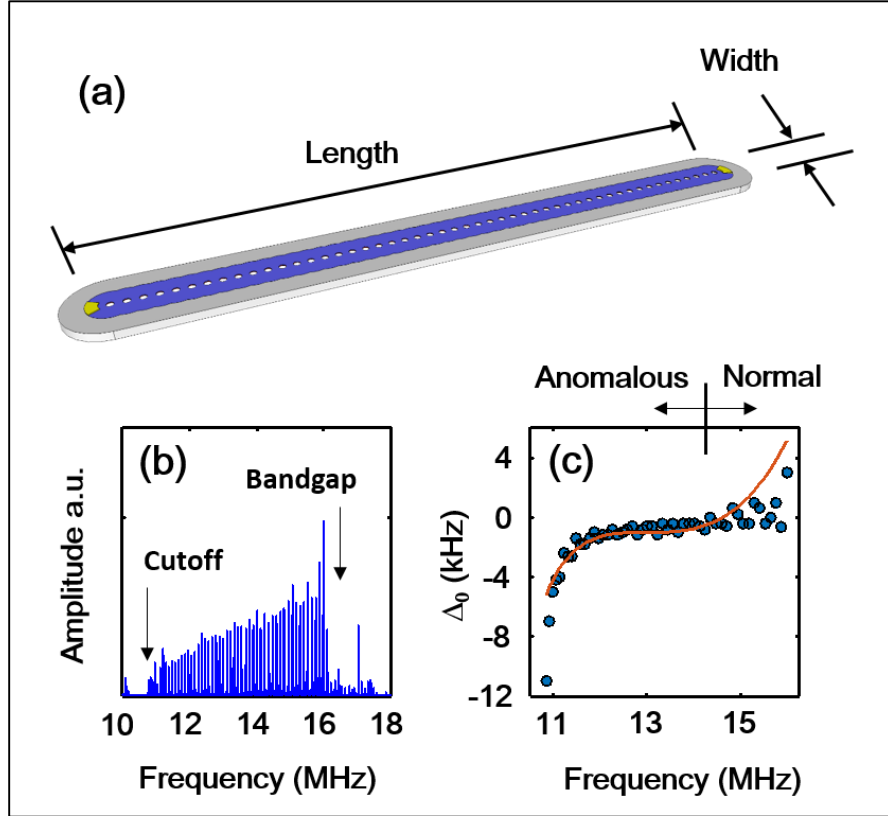 (a)
Width
Length
(b)
Amplitude a.u.
Cutoff
Bandgap
10 12 14 16 18
Frequency (MHz)
Anomalous Normal
(c)
Δ₀ (kHz)
4
0
-4
-8
-12
11 13 15
Frequency (MHz)